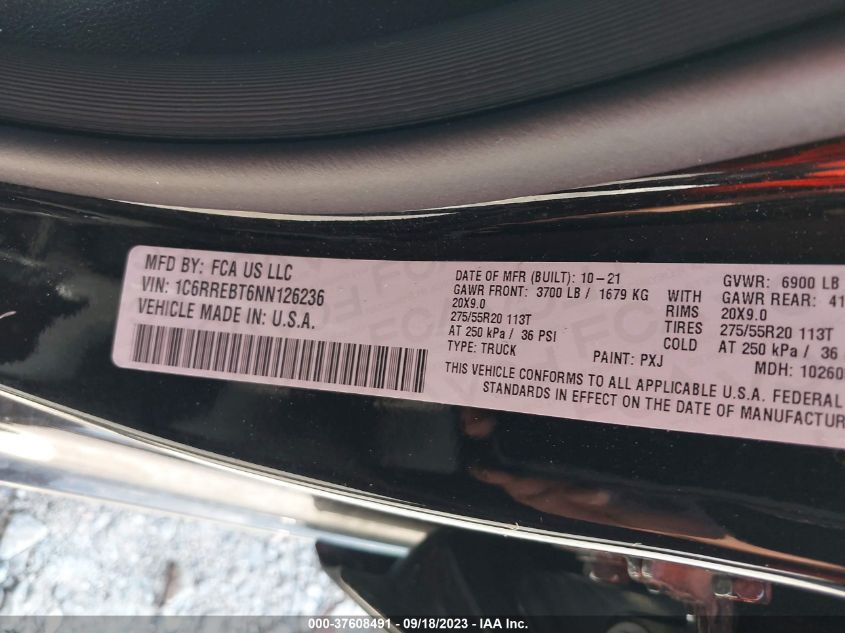 MFD BY: FCA US LLC
VIN: 1C6RREBT6NN126236
VEHICLE MADE IN: U.S.A.
DATE OF MFR (BUILT): 10-21 GVWR: 6900 LB
GAWR FRONT: 3700 LB / 1679 KG WITH GAWR REAR: 41
20X9.0 RIMS 20X9.0
275/55R20 113T TIRES 275/55R20 113T
AT 250 kPa / 36 PSI COLD AT 250 kPa / 36
TYPE: TRUCK PAINT: PXJ MDH: 10260
THIS VEHICLE CONFORMS TO ALL APPLICABLE U.S.A. FEDERAL
STANDARDS IN EFFECT ON THE DATE OF MANUFACTUR
000-37608491 - 09/18/2023 - IAA Inc.